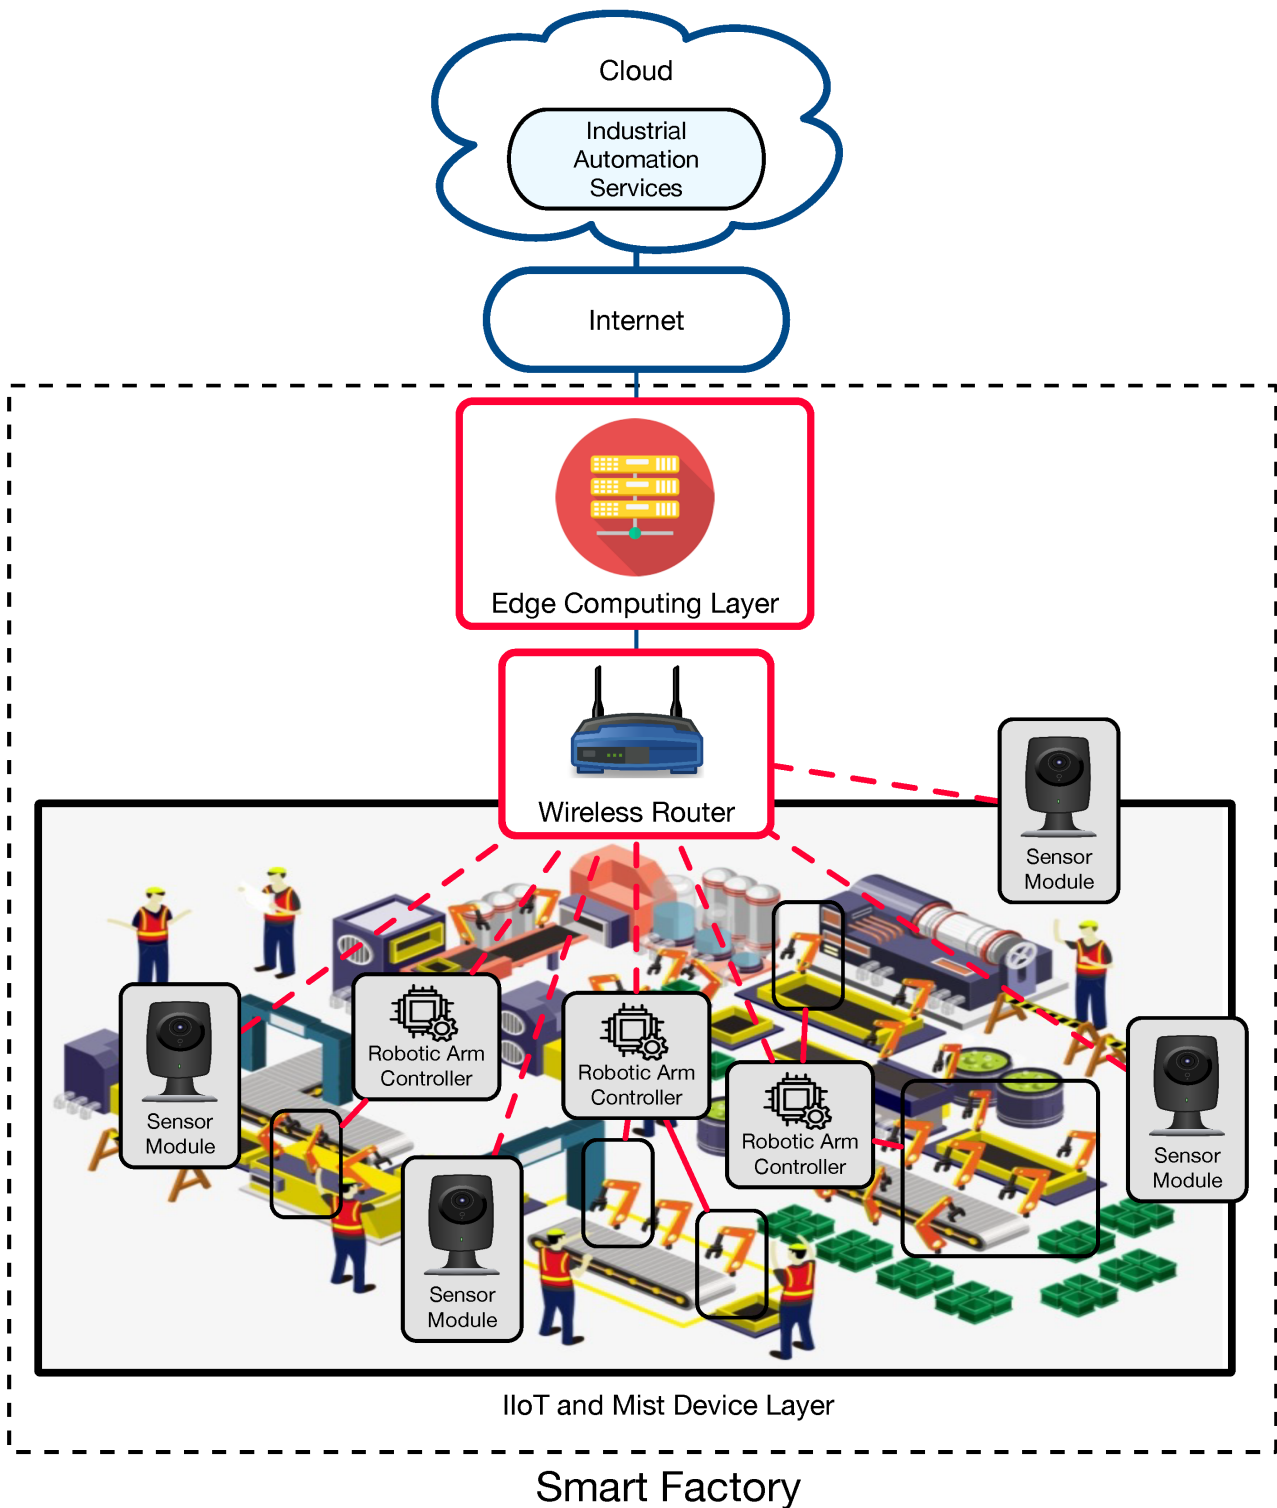 Cloud
Industrial
Automation
Services
Internet
Edge Computing Layer
Wireless Router
Sensor
Module
Robotic Arm
Controller
Robotic Arm
Controller
Sensor
Module
Robotic Arm
Controller
Sensor
Module
Sensor
Module
IIoT and Mist Device Layer
Smart Factory